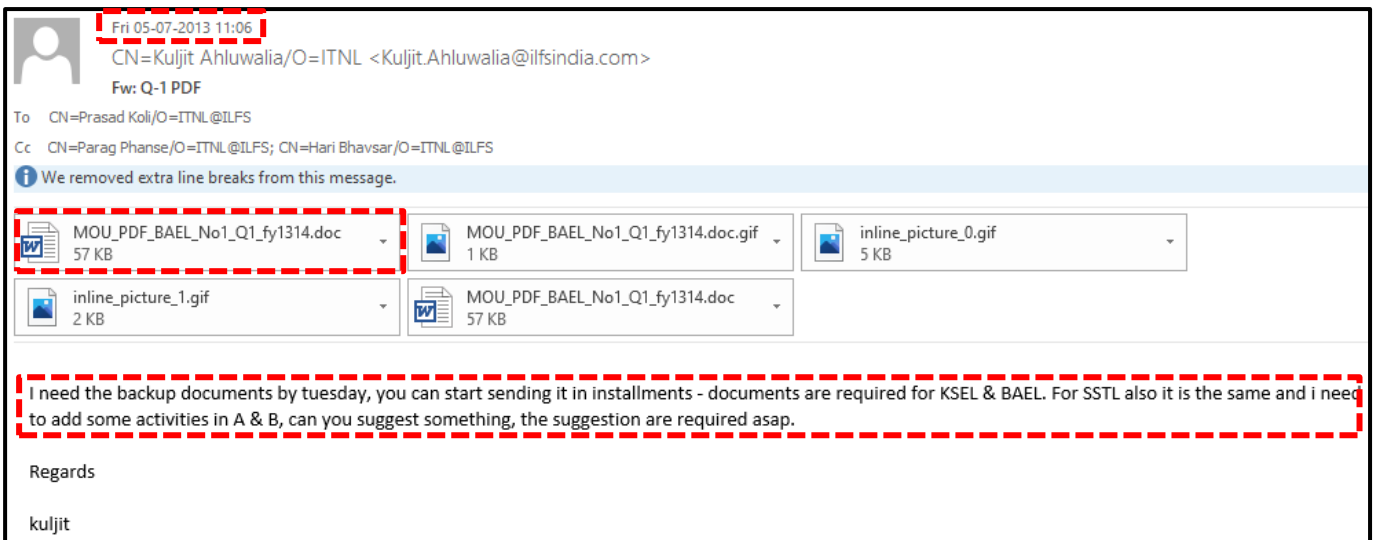 Fri 05-07-2013 11:06
CN=Kuljit Ahluwalia/O=ITNL <Kuljit.Ahluwalia@ilfsindia.com>
Fw: Q-1 PDF
To CN=Prasad Koli/O=ITNL@ILFS
Cc CN=Parag Phanse/O=ITNL@ILFS; CN=Hari Bhavsar/O=ITNL@ILFS
We removed extra line breaks from this message.
MOU_PDF_BAEL_No1_Q1_fy1314.doc
57 KB
MOU_PDF_BAEL_No1_Q1_fy1314.doc.gif
1 KB
inline_picture_0.gif
5 KB
inline_picture_1.gif
2 KB
MOU_PDF_BAEL_No1_Q1_fy1314.doc
57 KB
I need the backup documents by tuesday, you can start sending it in installments - documents are required for KSEL & BAEL. For SSTL also it is the same and i need
to add some activities in A & B, can you suggest something, the suggestion are required asap.
Regards
kuljit